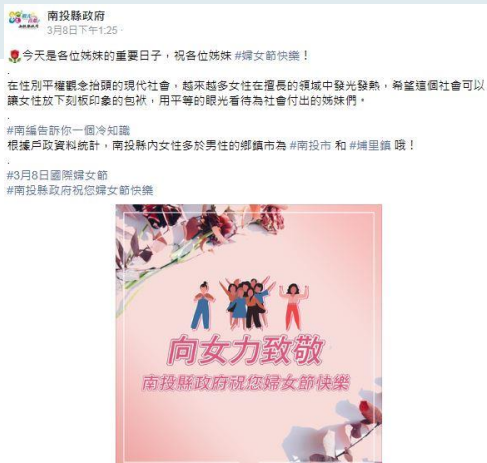 南投縣政府
3月8日下午1:25 ·
🌹今天是各位姊妹的重要日子，祝各位姊妹 #婦女節快樂！
.
在性別平權觀念抬頭的現代社會，越來越多女性在擅長的領域中發光發熱，希望這個社會可以
讓女性放下刻板印象的包袱，用平等的眼光看待為社會付出的姊妹們。
.
#南編告訴你一個冷知識
根據戶政資料統計，南投縣內女性多於男性的鄉鎮市為 #南投市 和 #埔里鎮 哦！
.
#3月8日國際婦女節
#南投縣政府祝您婦女節快樂
向女力致敬
南投縣政府祝您婦女節快樂